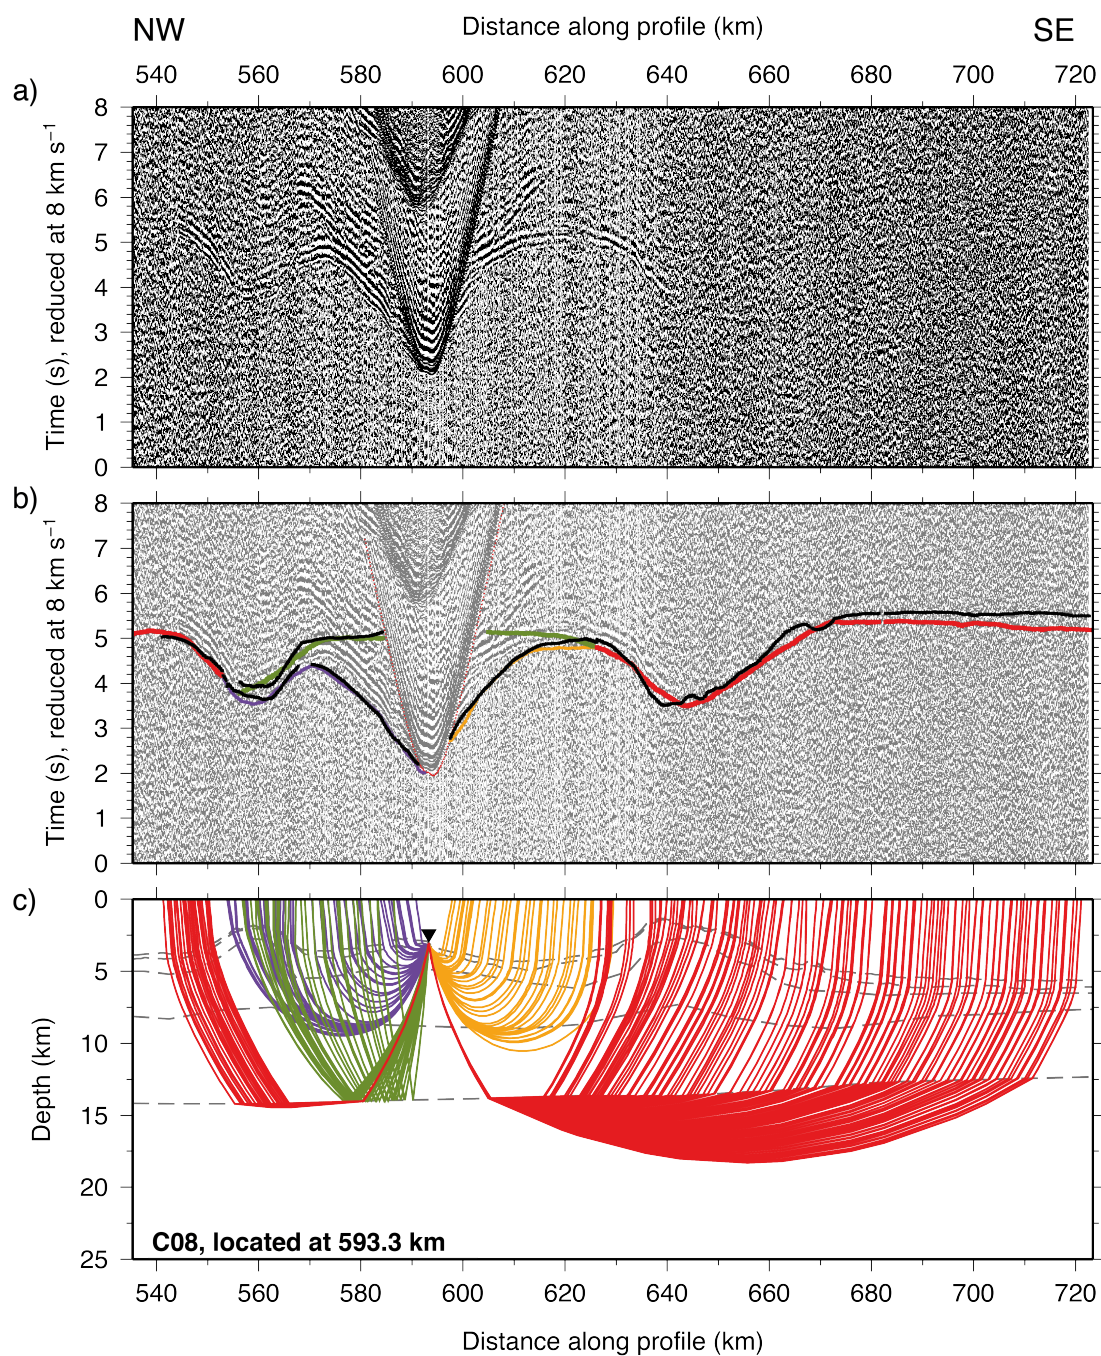 NW Distance along profile (km) SE
540 560 580 600 620 640 660 680 700 720
a)
8
7
6
5
4
3
2
1
0
Time (s), reduced at 8 km s⁻¹
b)
8
7
6
5
4
3
2
1
0
Time (s), reduced at 8 km s⁻¹
c)
0
5
10
15
20
25
Depth (km)
C08, located at 593.3 km
540 560 580 600 620 640 660 680 700 720
Distance along profile (km)